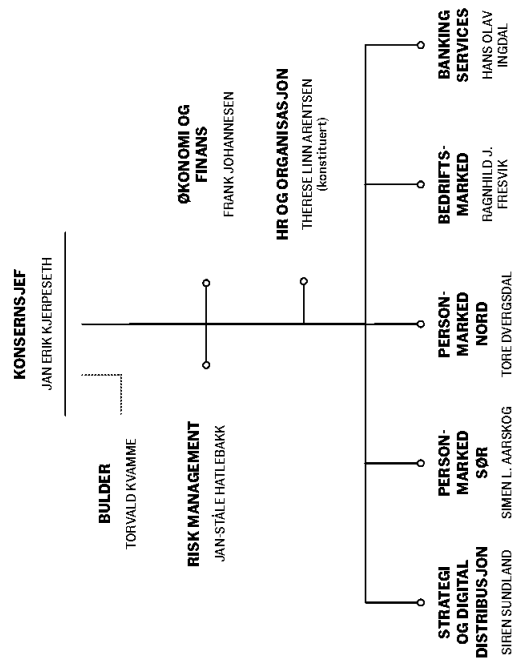 KONSERNSJEF
JAN ERIK KJERPESETH
BULDER
TORVALD KVAMME
RISK MANAGEMENT
JAN-STÅLE HATLEBAKK
ØKONOMI OG
FINANS
FRANK JOHANNESEN
HR OG ORGANISASJON
THERESE LINN ARENTSEN
(konstituert)
STRATEGI
OG DIGITAL
DISTRIBUSJON
SIREN SUNDLAND
PERSON-
MARKED
SØR
SIMEN L. AARSKOG
PERSON-
MARKED
NORD
TORE DVERGSDAL
BEDRIFTS-
MARKED
RAGNHILD J.
FRESVIK
BANKING
SERVICES
HANS OLAV
INGDAL